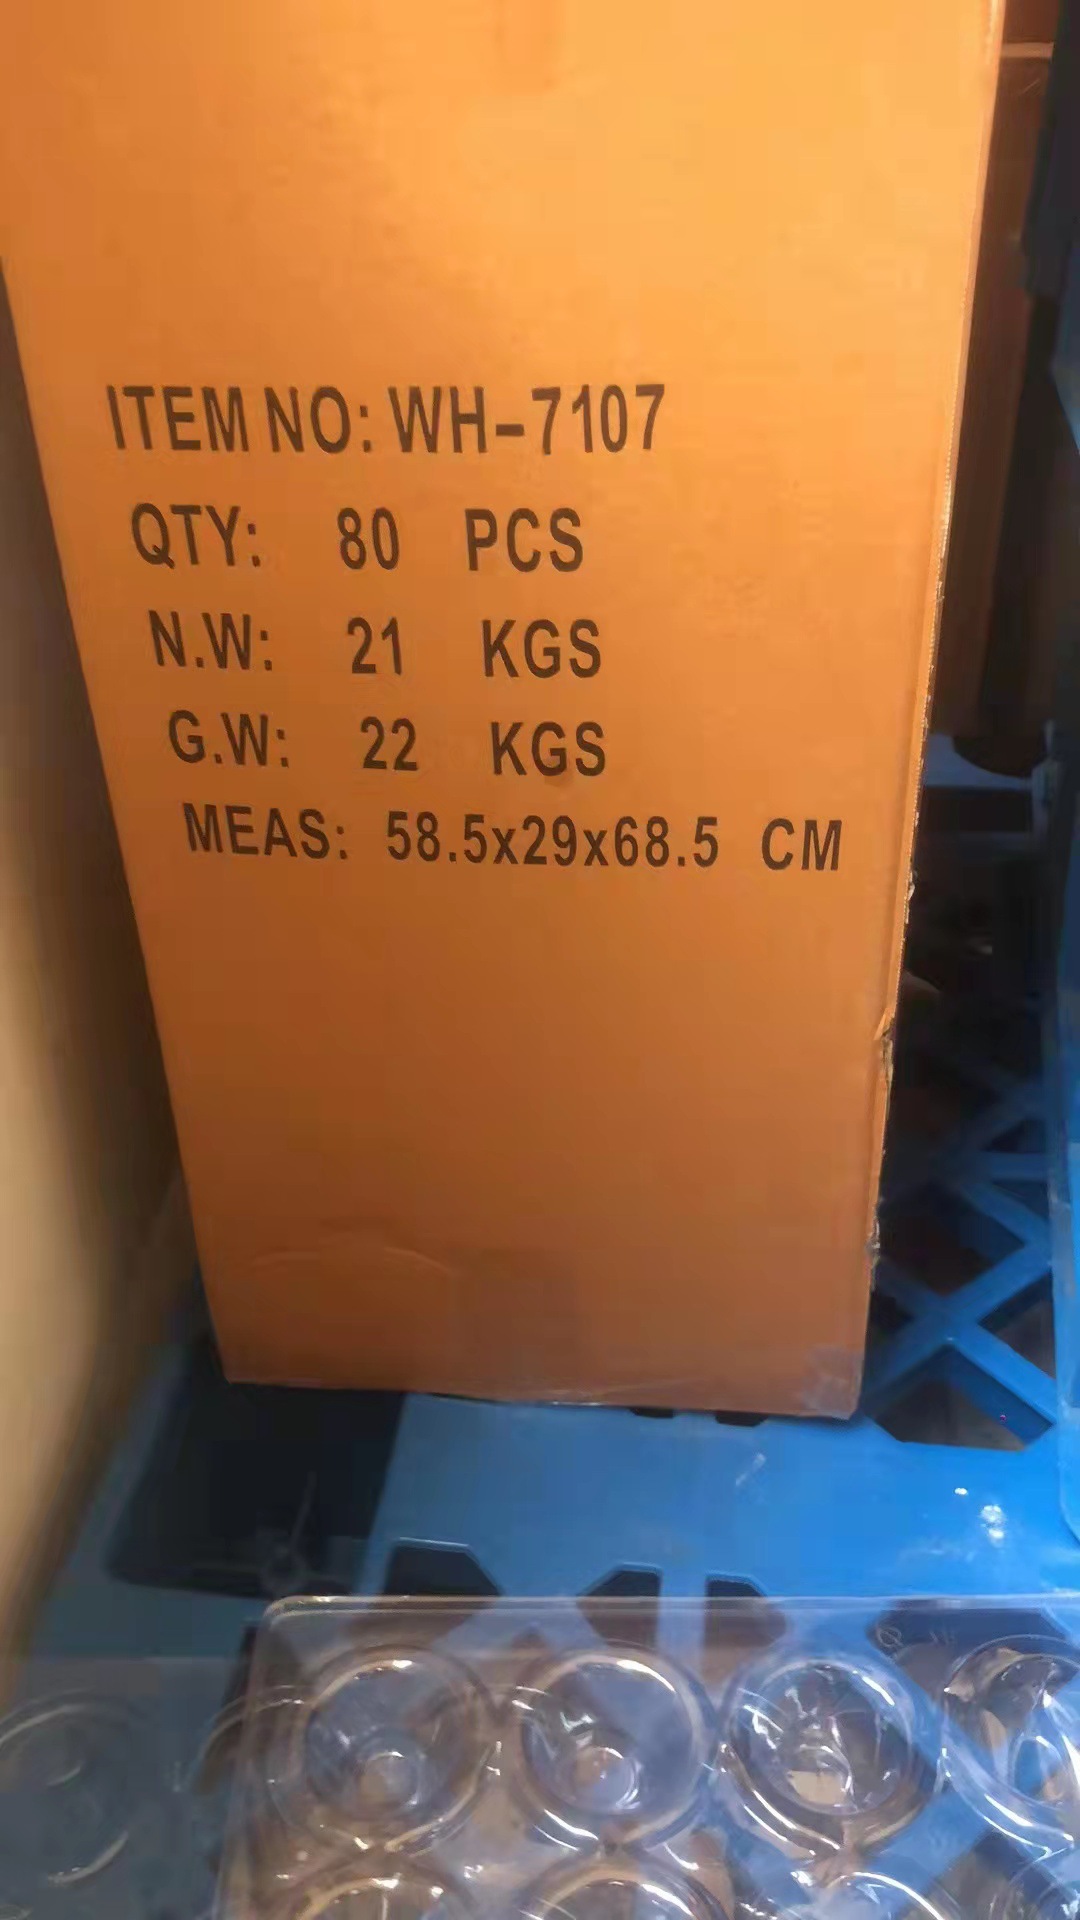 ITEM NO: WH-7107
QTY: 80 PCS
N.W: 21 KGS
G.W: 22 KGS
MEAS: 58.5x29x68.5 CM